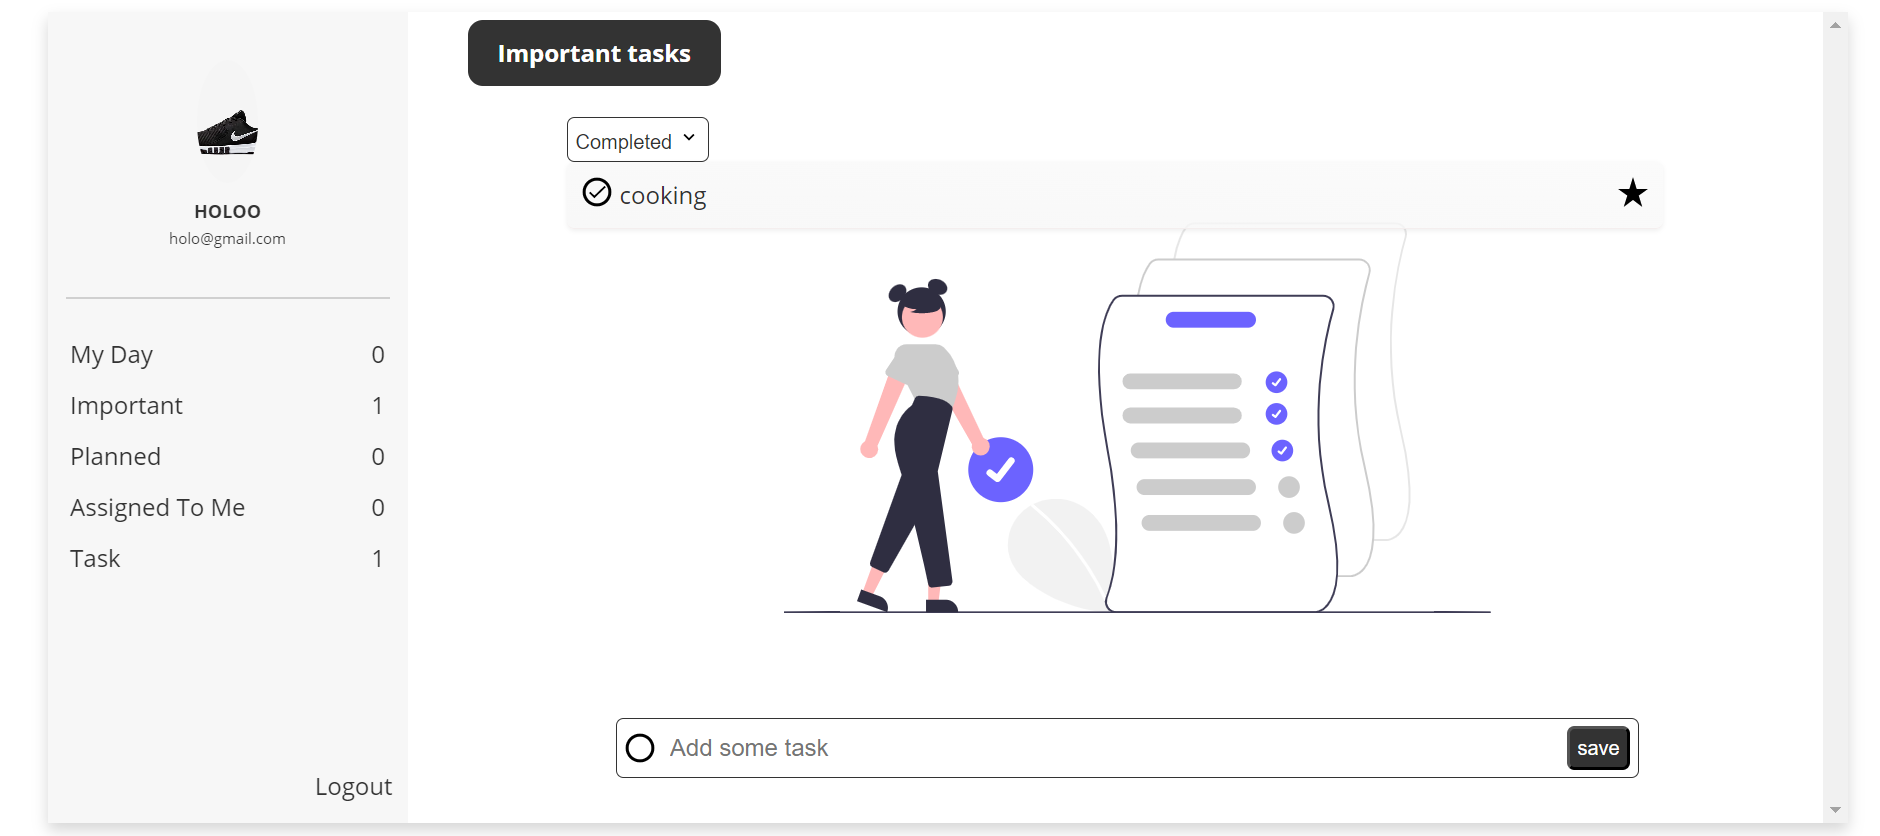 HOLOO
holo@gmail.com
My Day 0
Important 1
Planned 0
Assigned To Me 0
Task 1
Logout
Important tasks
Completed
cooking
Add some task
save